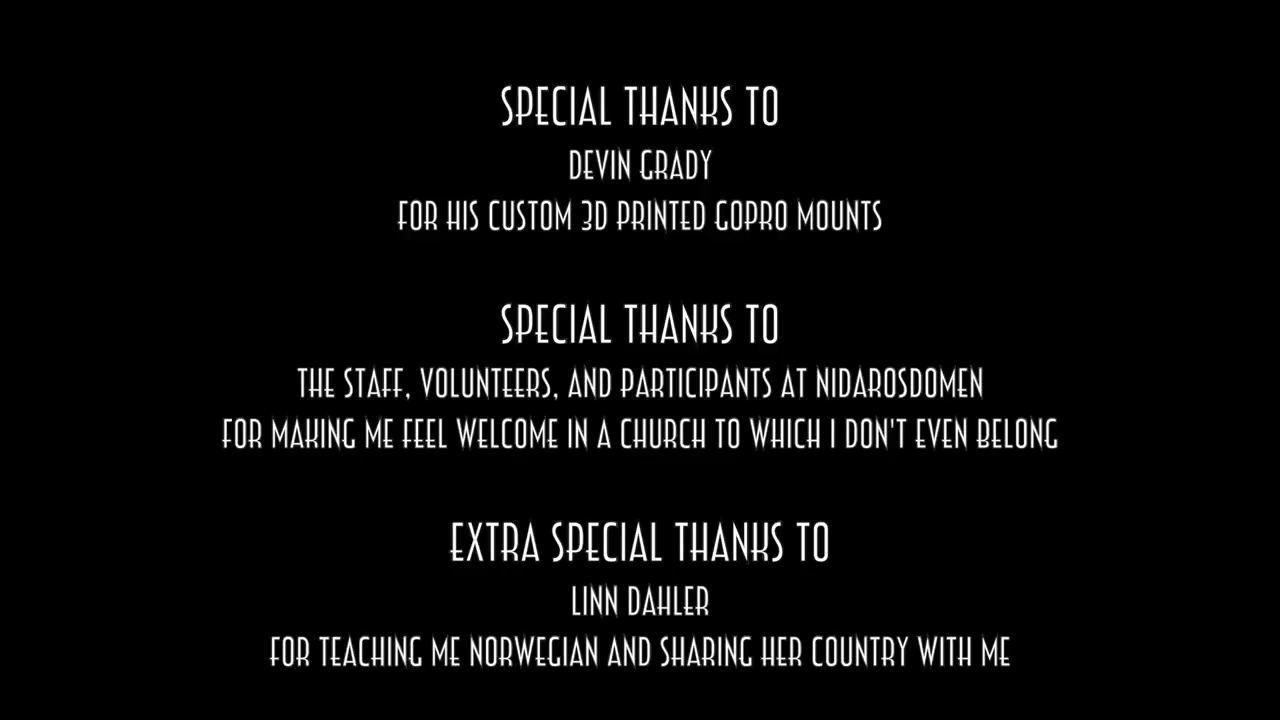 SPECIAL THANKS TO
DEVIN GRADY
FOR HIS CUSTOM 3D PRINTED GOPRO MOUNTS
SPECIAL THANKS TO
THE STAFF, VOLUNTEERS, AND PARTICIPANTS AT NIDAROSDOMEN
FOR MAKING ME FEEL WELCOME IN A CHURCH TO WHICH I DON'T EVEN BELONG
EXTRA SPECIAL THANKS TO
LINN DAHLER
FOR TEACHING ME NORWEGIAN AND SHARING HER COUNTRY WITH ME